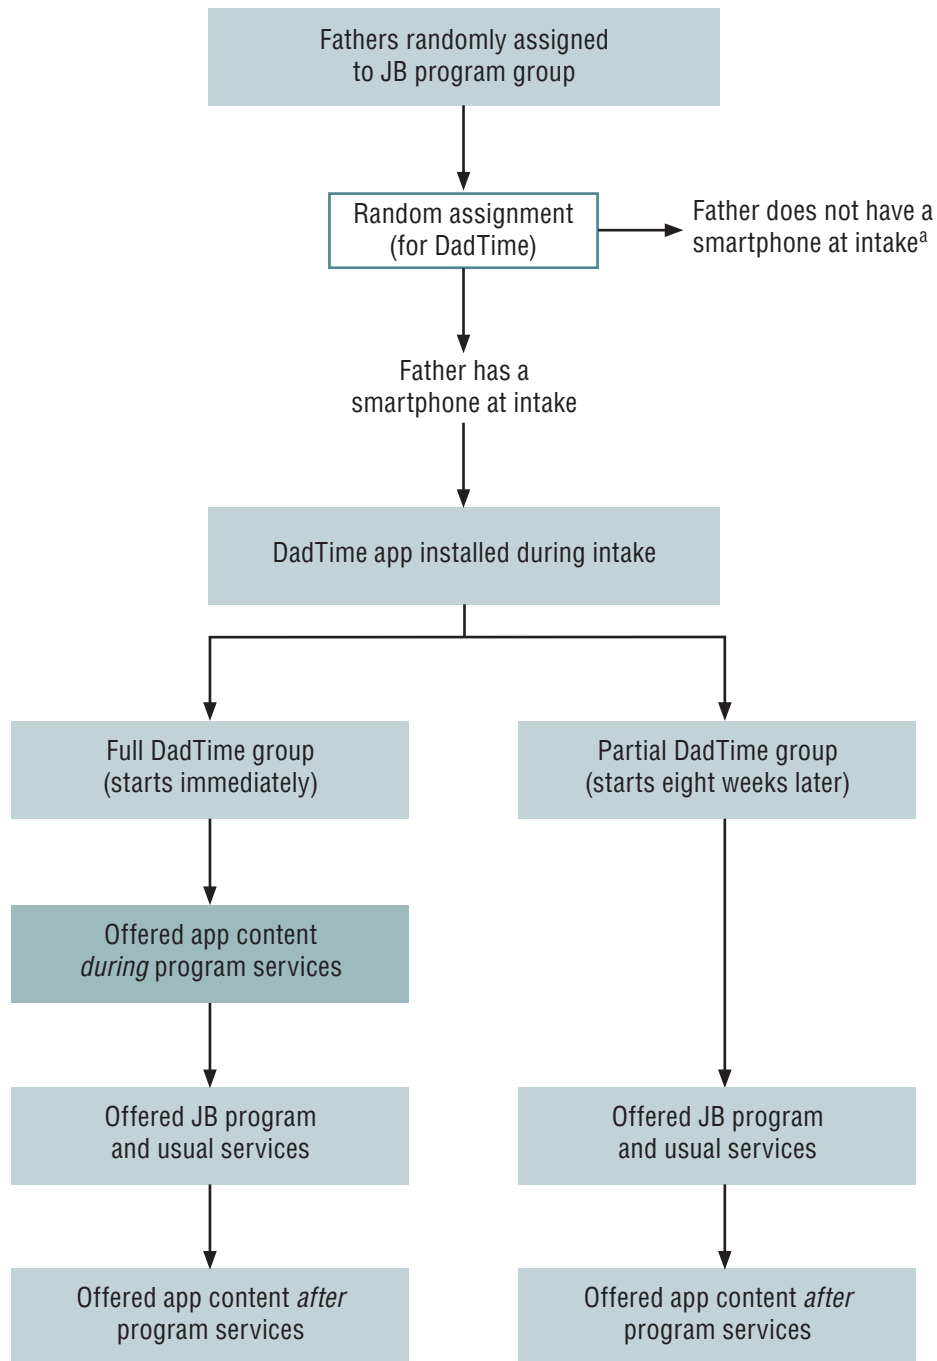 Fathers randomly assigned
to JB program group
Random assignment
(for DadTime)
Father does not have a
smartphone at intakeª
Father has a
smartphone at intake
DadTime app installed during intake
Full DadTime group
(starts immediately)
Partial DadTime group
(starts eight weeks later)
Offered app content
during program services
Offered JB program
and usual services
Offered JB program
and usual services
Offered app content after
program services
Offered app content after
program services